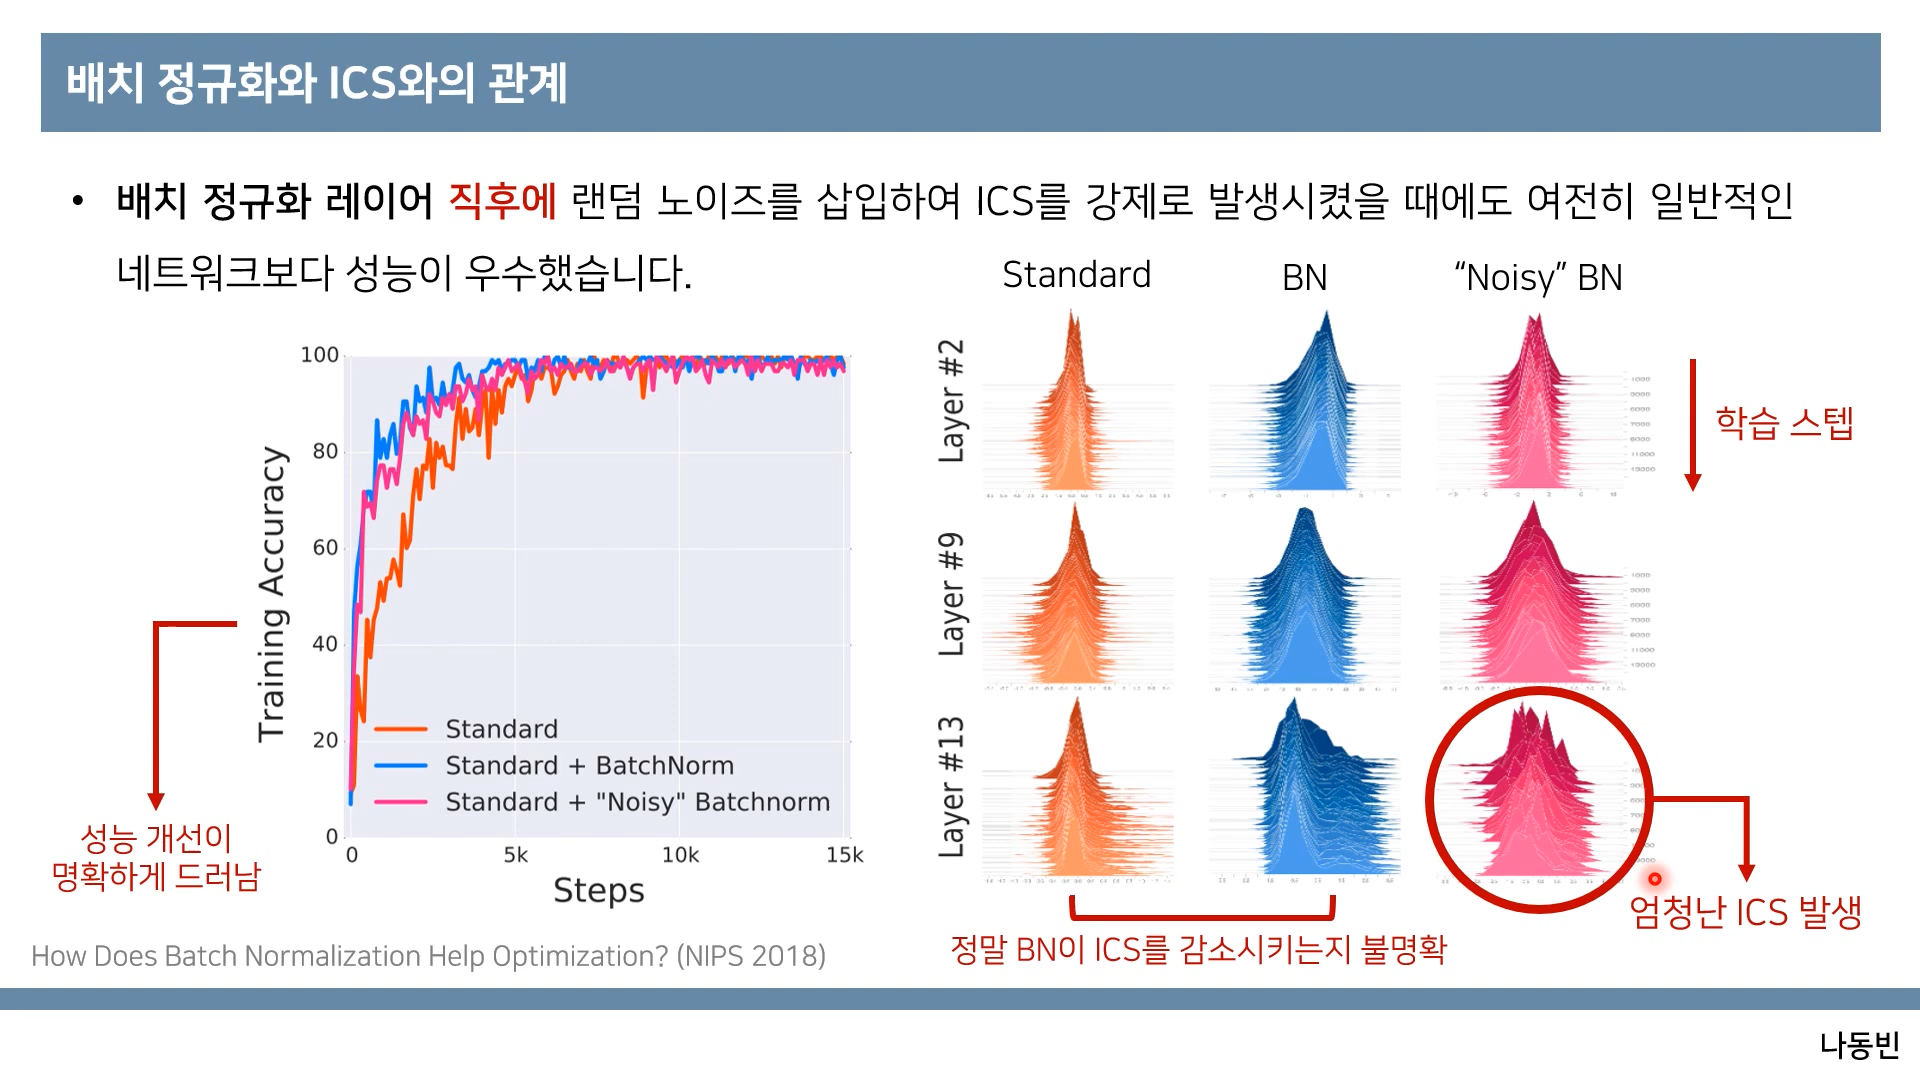 배치 정규화와 ICS와의 관계
• 배치 정규화 레이어 직후에 랜덤 노이즈를 삽입하여 ICS를 강제로 발생시켰을 때에도 여전히 일반적인
네트워크보다 성능이 우수했습니다.
Standard BN “Noisy” BN
Layer #2
Layer #9
Layer #13
학습 스텝
Training Accuracy
100
80
60
40
20
0
0 5k 10k 15k
Steps
Standard
Standard + BatchNorm
Standard + "Noisy" Batchnorm
성능 개선이
명확하게 드러남
정말 BN이 ICS를 감소시키는지 불명확
엄청난 ICS 발생
How Does Batch Normalization Help Optimization? (NIPS 2018)
나동빈